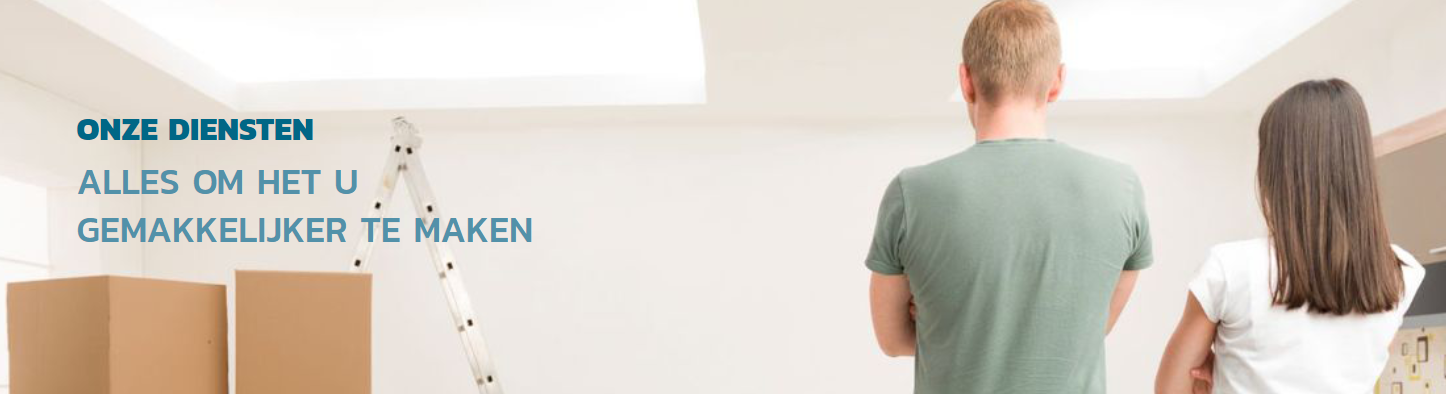 ONZE DIENSTEN
ALLES OM HET U
GEMAKKELIJKER TE MAKEN